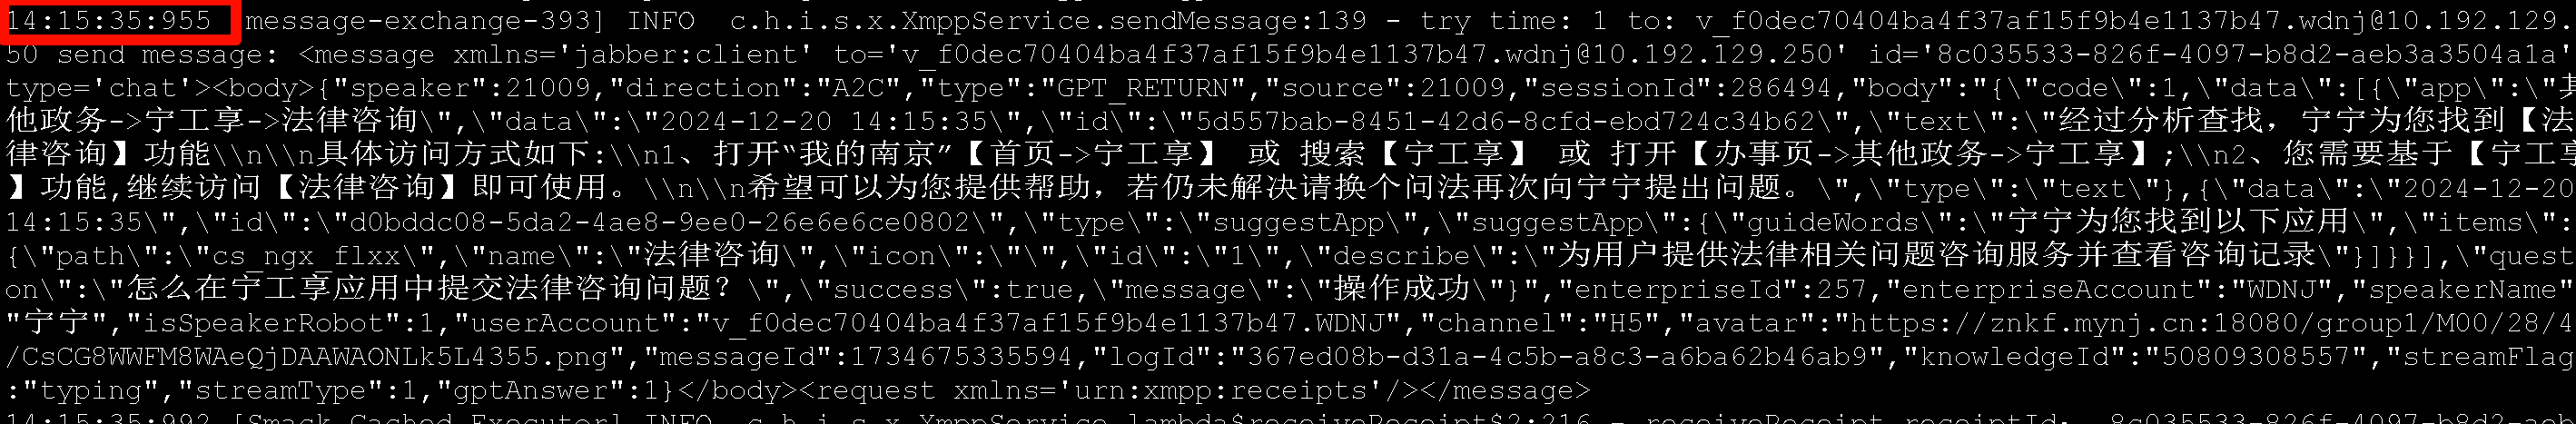 14:15:35:955 [message-exchange-393] INFO  c.h.i.s.x.XmppService.sendMessage:139 - try time: 1 to: v_f0dec70404ba4f37af15f9b4e1137b47.wdnj@10.192.129.
50 send message: <message xmlns='jabber:client' to='v_f0dec70404ba4f37af15f9b4e1137b47.wdnj@10.192.129.250' id='8c035533-826f-4097-b8d2-aeb3a3504a1a'
type='chat'><body>{"speaker":21009,"direction":"A2C","type":"GPT_RETURN","source":21009,"sessionId":286494,"body":"{\"code\":1,\"data\":[{\"app\":\"其
他政务->宁工享->法律咨询\",\"data\":\"2024-12-20 14:15:35\",\"id\":\"5d557bab-8451-42d6-8cfd-ebd724c34b62\",\"text\":\"经过分析查找，宁宁为您找到【法
律咨询】功能\\n\\n具体访问方式如下:\\n1、打开“我的南京”【首页->宁工享】 或 搜索【宁工享】 或 打开【办事页->其他政务->宁工享】;\\n2、您需要基于【宁工享
】功能,继续访问【法律咨询】即可使用。\\n\\n希望可以为您提供帮助，若仍未解决请换个问法再次向宁宁提出问题。\",\"type\":\"text\"},{\"data\":\"2024-12-20
14:15:35\",\"id\":\"d0bddc08-5da2-4ae8-9ee0-26e6e6ce0802\",\"type\":\"suggestApp\",\"suggestApp\":{\"guideWords\":\"宁宁为您找到以下应用\",\"items\":
{\"path\":\"cs_ngx_flxx\",\"name\":\"法律咨询\",\"icon\":\"\",\"id\":\"1\",\"describe\":\"为用户提供法律相关问题咨询服务并查看咨询记录\"}]}}],\"quest
on\":\"怎么在宁工享应用中提交法律咨询问题？\",\"success\":true,\"message\":\"操作成功\"}","enterpriseId":257,"enterpriseAccount":"WDNJ","speakerName"
"宁宁","isSpeakerRobot":1,"userAccount":"v_f0dec70404ba4f37af15f9b4e1137b47.WDNJ","channel":"H5","avatar":"https://znkf.mynj.cn:18080/group1/M00/28/4
/CsCG8WWFM8WAeQjDAAWAONLk5L4355.png","messageId":1734675335594,"logId":"367ed08b-d31a-4c5b-a8c3-a6ba62b46ab9","knowledgeId":"50809308557","streamFlag
:"typing","streamType":1,"gptAnswer":1}</body><request xmlns='urn:xmpp:receipts'/></message>
14:15:35:992 [Smack-Cached Executor] INFO  c.h.i.s.x.XmppService.lambda$receiveReceipt$2:216 - receiveReceipt receiptId:  8c035533-826f-4097-b8d2-aeb